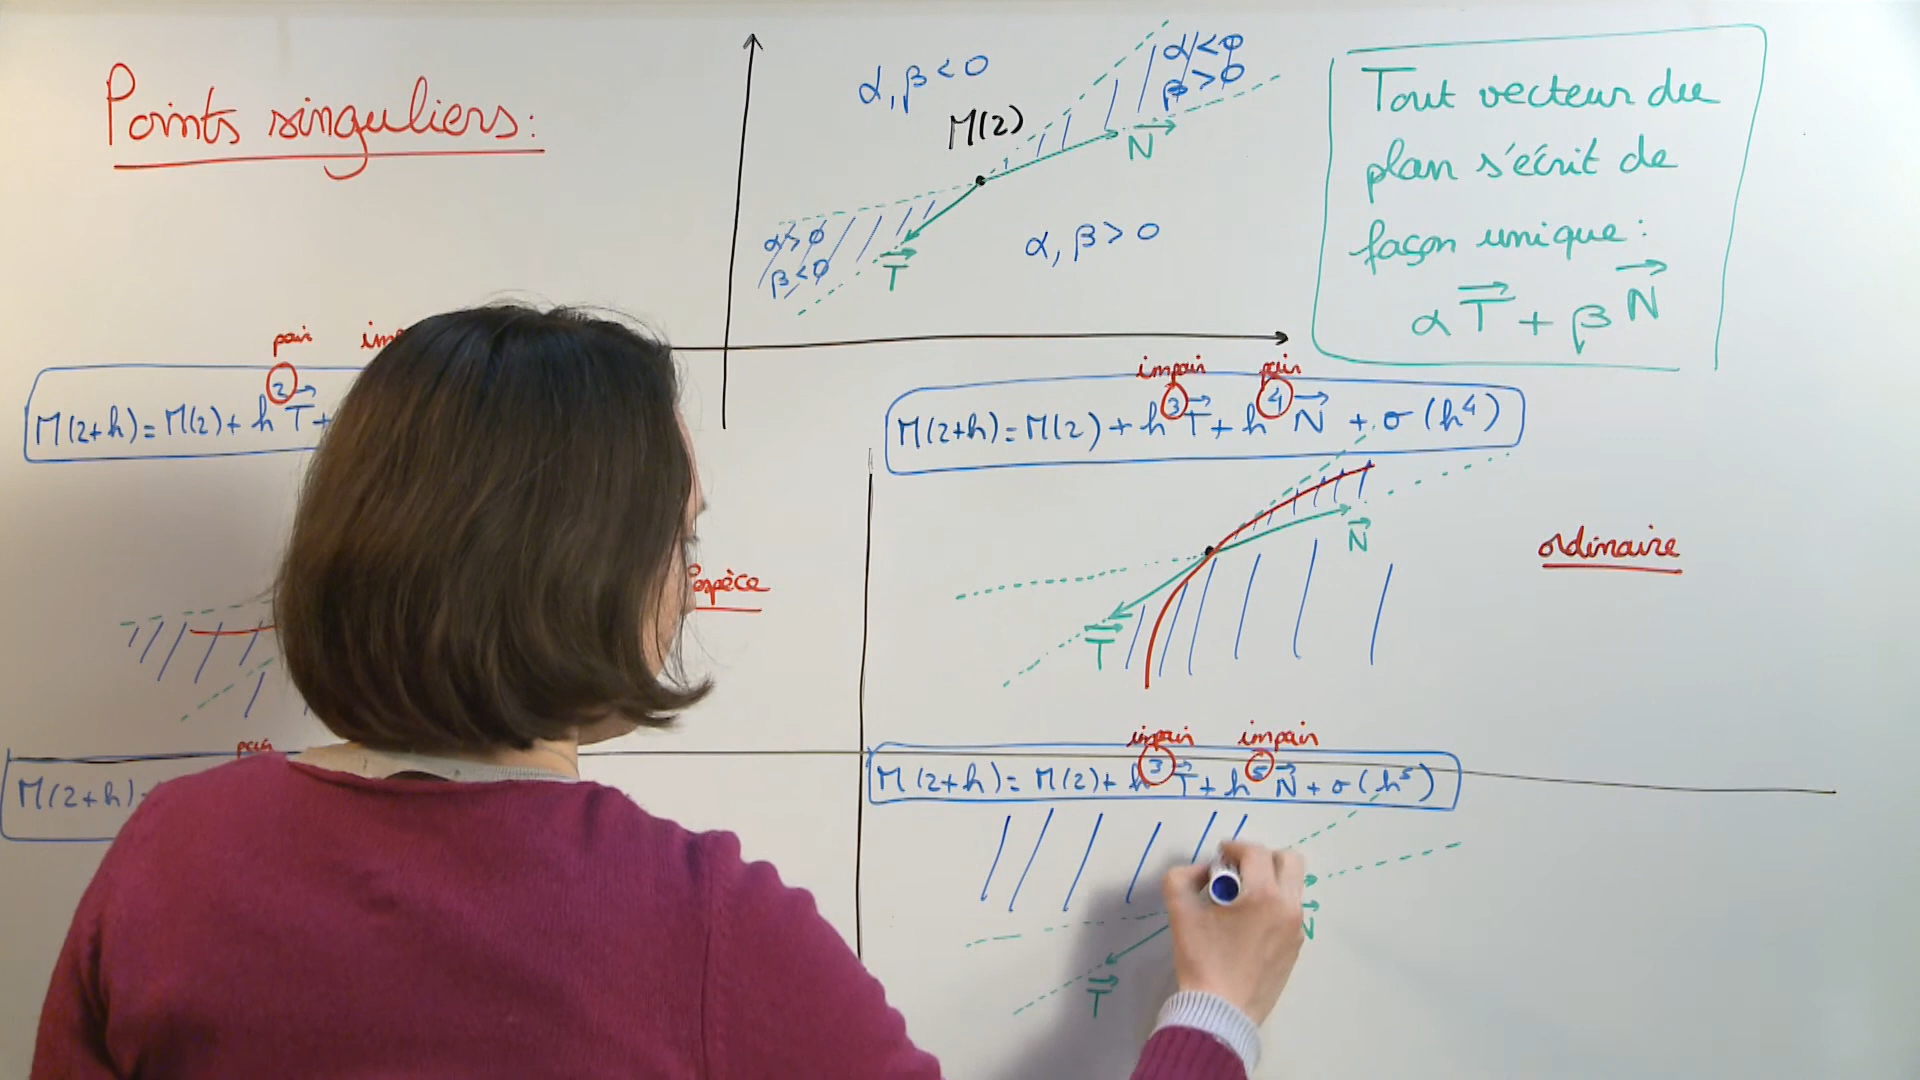 Points singuliers :
α, β < 0
M(2)
α < 0
β > 0
N
α > 0
β < 0
T
α, β > 0
Tout vecteur du
plan s'écrit de
façon unique :
α T + β N
pair
M(2+h) = M(2) + h² T +
espèce
impair pair
M(2+h) = M(2) + h³ T + h⁴ N + o(h⁴)
N
T
ordinaire
pair
M(2+h) =
impair impair
M(2+h) = M(2) + h³ T + h⁵ N + o(h⁵)
N
T